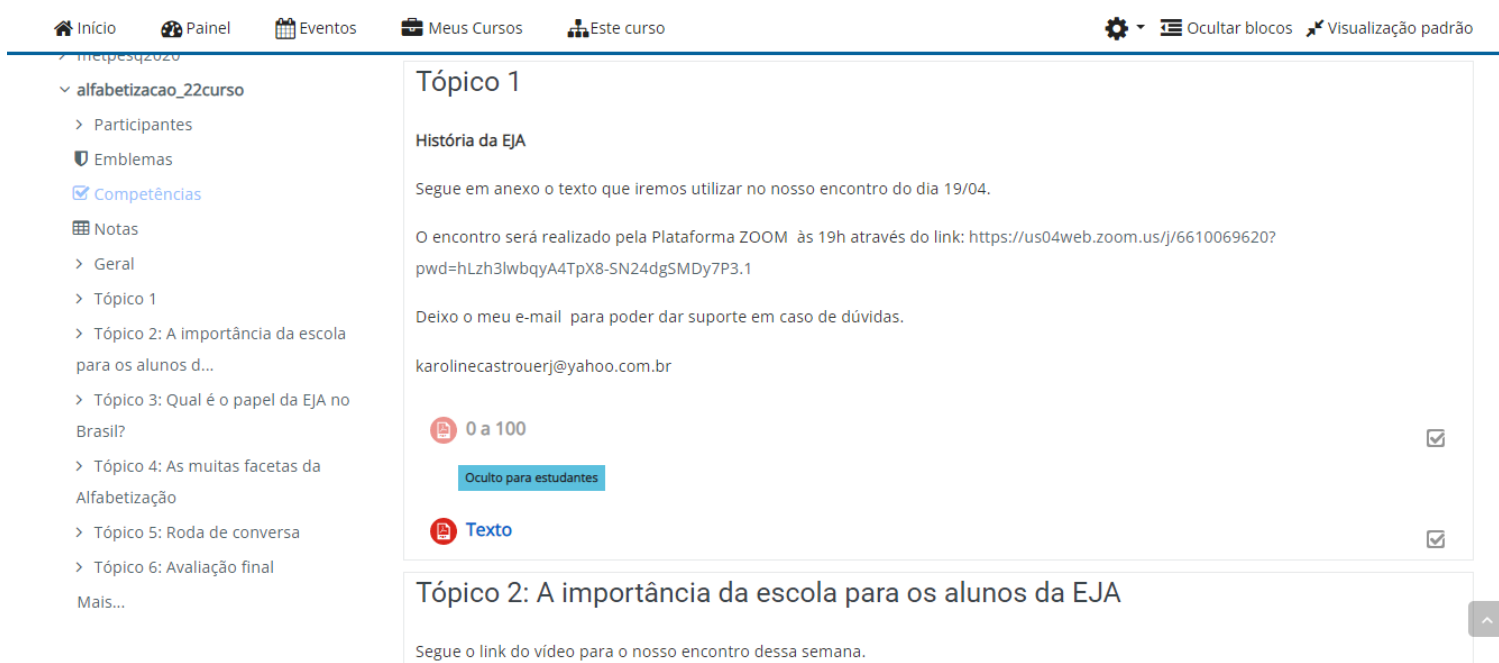 Início Painel Eventos Meus Cursos Este curso Ocultar blocos Visualização padrão
metpesq2020
alfabetizacao_22curso
Participantes
Emblemas
Competências
Notas
Geral
Tópico 1
Tópico 2: A importância da escola
para os alunos d...
Tópico 3: Qual é o papel da EJA no
Brasil?
Tópico 4: As muitas facetas da
Alfabetização
Tópico 5: Roda de conversa
Tópico 6: Avaliação final
Mais...
Tópico 1
História da EJA
Segue em anexo o texto que iremos utilizar no nosso encontro do dia 19/04.
O encontro será realizado pela Plataforma ZOOM às 19h através do link: https://us04web.zoom.us/j/6610069620?
pwd=hLzh3lwbqyA4TpX8-SN24dgSMDy7P3.1
Deixo o meu e-mail para poder dar suporte em caso de dúvidas.
karolinecastrouerj@yahoo.com.br
0 a 100
Oculto para estudantes
Texto
Tópico 2: A importância da escola para os alunos da EJA
Segue o link do vídeo para o nosso encontro dessa semana.